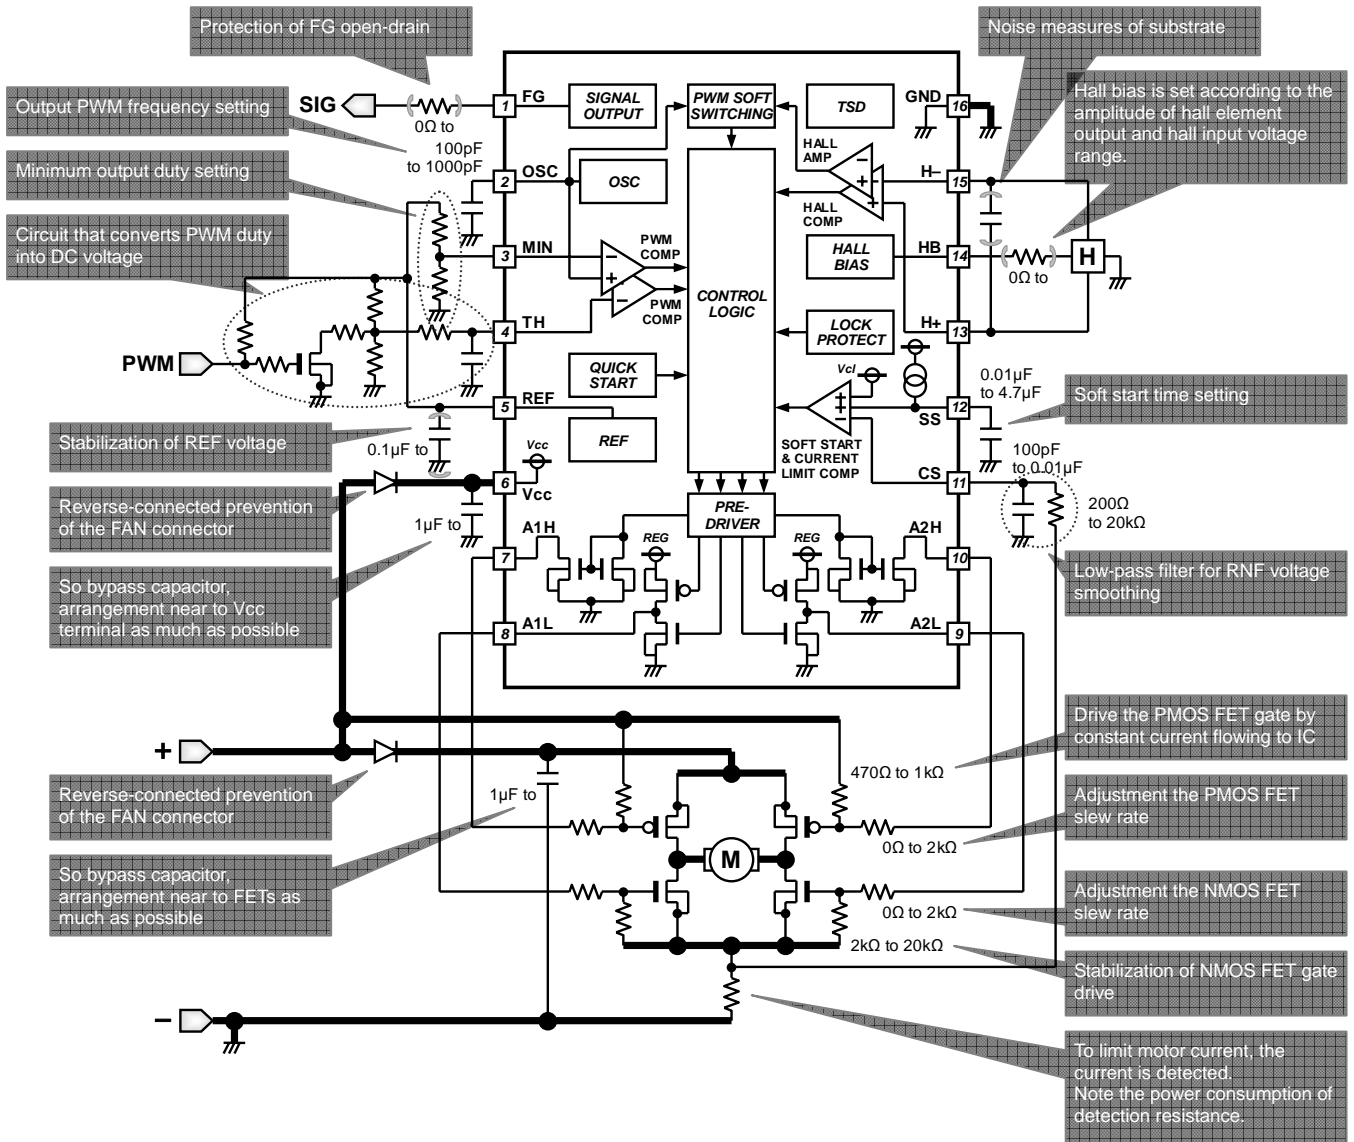 Protection of FG open-drain
Noise measures of substrate
Output PWM frequency setting
SIG
0Ω to
1
FG
SIGNAL
OUTPUT
PWM SOFT
SWITCHING
TSD
GND
16
Hall bias is set according to the
amplitude of hall element
output and hall input voltage
range.
100pF
to 1000pF
Minimum output duty setting
2
OSC
OSC
HALL
AMP
H–
15
Circuit that converts PWM duty
into DC voltage
3
MIN
PWM
COMP
PWM
COMP
HALL
COMP
HALL
BIAS
HB
14
0Ω to
H
CONTROL
LOGIC
4
TH
LOCK
PROTECT
H+
13
PWM
QUICK
START
Vcl
0.01µF
to 4.7µF
Soft start time setting
5
REF
REF
SS
12
Stabilization of REF voltage
0.1µF to
SOFT START
& CURRENT
LIMIT COMP
100pF
to 0.01µF
Vcc
6
Vcc
CS
11
Reverse-connected prevention
of the FAN connector
1µF to
200Ω
to 20kΩ
PRE-
DRIVER
A1H
7
REG
REG
A2H
10
So bypass capacitor,
arrangement near to Vcc
terminal as much as possible
Low-pass filter for RNF voltage
smoothing
8
A1L
A2L
9
Drive the PMOS FET gate by
constant current flowing to IC
+
470Ω to 1kΩ
Reverse-connected prevention
of the FAN connector
1µF to
Adjustment the PMOS FET
slew rate
0Ω to 2kΩ
M
So bypass capacitor,
arrangement near to FETs as
much as possible
Adjustment the NMOS FET
slew rate
0Ω to 2kΩ
2kΩ to 20kΩ
Stabilization of NMOS FET gate
drive
–
To limit motor current, the
current is detected.
Note the power consumption of
detection resistance.